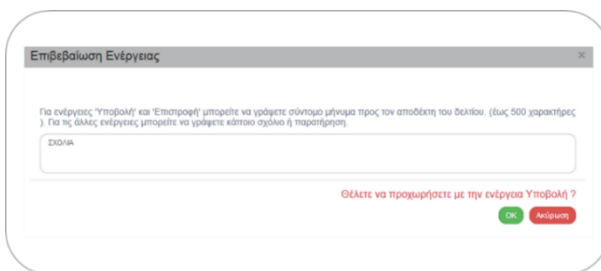 Επιβεβαίωση Ενέργειας ×
Για ενέργειες 'Υποβολή' και 'Επιστροφή' μπορείτε να γράψετε σύντομο μήνυμα προς τον αποδέκτη του δελτίου. (έως 500 χαρακτήρες
). Για τις άλλες ενέργειες μπορείτε να γράψετε κάποιο σχόλιο ή παρατήρηση.
ΣΧΟΛΙΑ
Θέλετε να προχωρήσετε με την ενέργεια Υποβολή ?
OK Ακύρωση